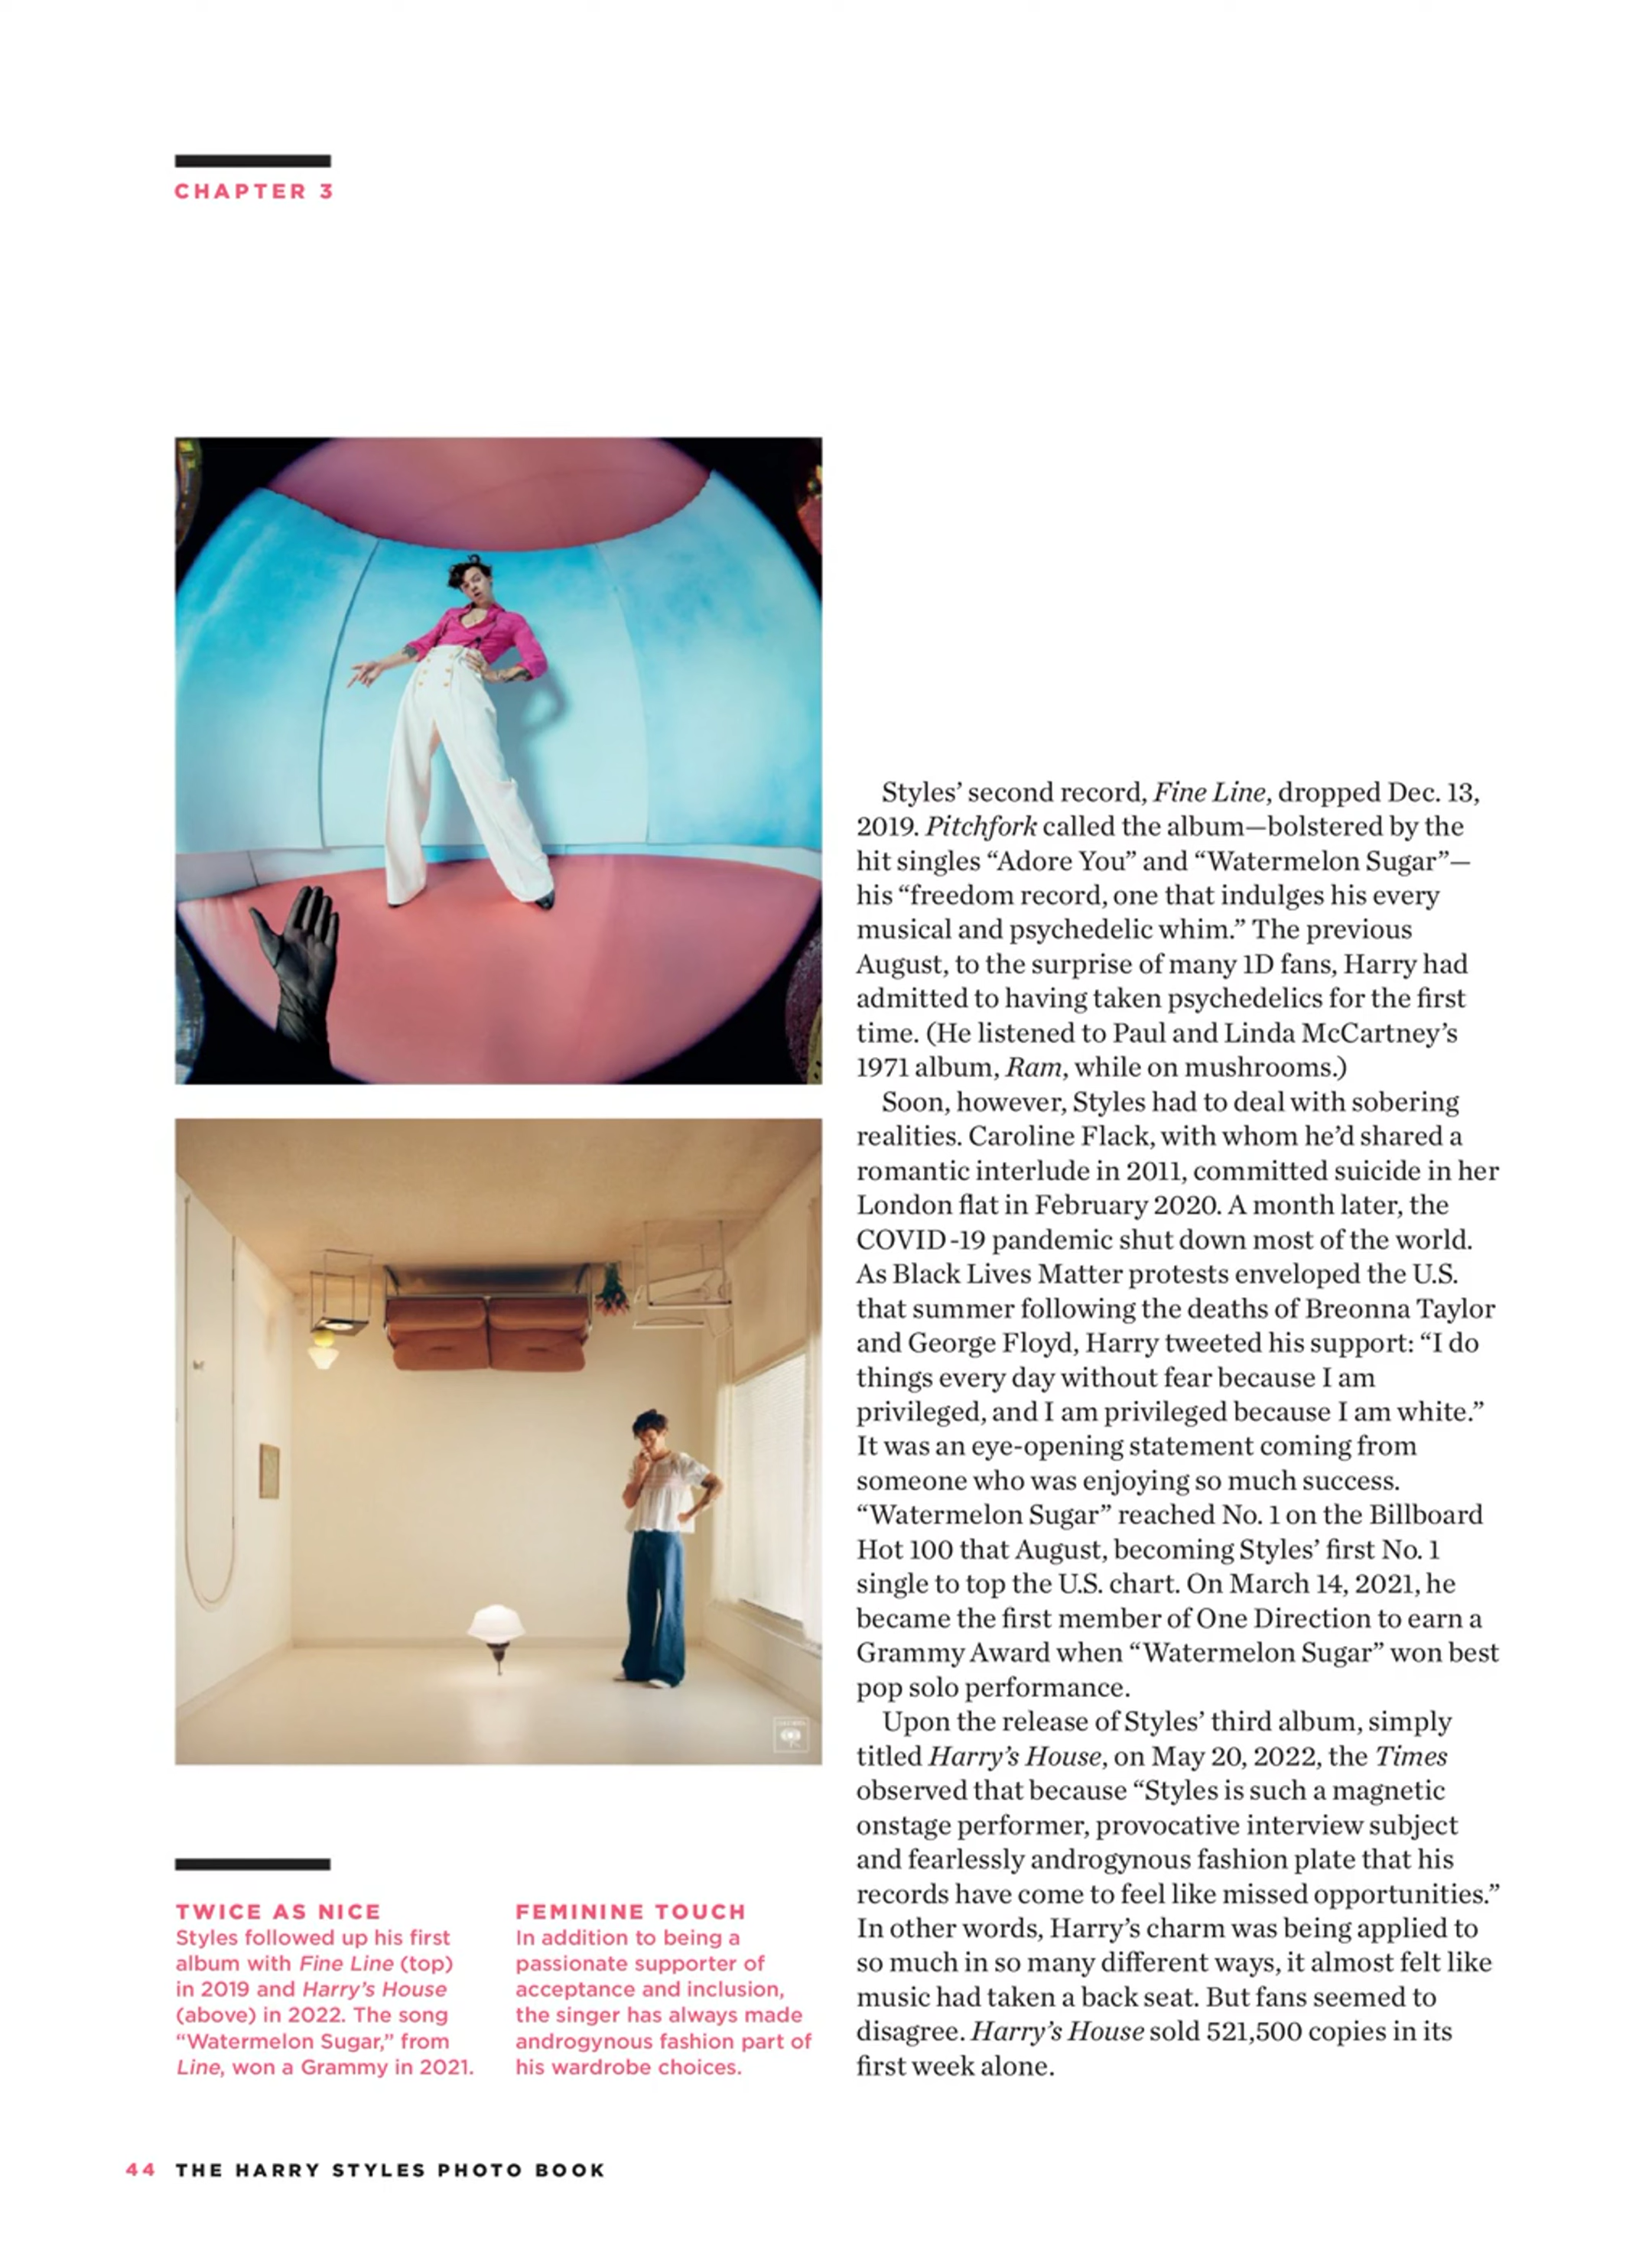 CHAPTER 3
Styles’ second record, Fine Line, dropped Dec. 13,
2019. Pitchfork called the album—bolstered by the
hit singles “Adore You” and “Watermelon Sugar”—
his “freedom record, one that indulges his every
musical and psychedelic whim.” The previous
August, to the surprise of many 1D fans, Harry had
admitted to having taken psychedelics for the first
time. (He listened to Paul and Linda McCartney’s
1971 album, Ram, while on mushrooms.)
Soon, however, Styles had to deal with sobering
realities. Caroline Flack, with whom he’d shared a
romantic interlude in 2011, committed suicide in her
London flat in February 2020. A month later, the
COVID-19 pandemic shut down most of the world.
As Black Lives Matter protests enveloped the U.S.
that summer following the deaths of Breonna Taylor
and George Floyd, Harry tweeted his support: “I do
things every day without fear because I am
privileged, and I am privileged because I am white.”
It was an eye-opening statement coming from
someone who was enjoying so much success.
“Watermelon Sugar” reached No. 1 on the Billboard
Hot 100 that August, becoming Styles’ first No. 1
single to top the U.S. chart. On March 14, 2021, he
became the first member of One Direction to earn a
Grammy Award when “Watermelon Sugar” won best
pop solo performance.
Upon the release of Styles’ third album, simply
titled Harry’s House, on May 20, 2022, the Times
observed that because “Styles is such a magnetic
onstage performer, provocative interview subject
and fearlessly androgynous fashion plate that his
records have come to feel like missed opportunities.”
In other words, Harry’s charm was being applied to
so much in so many different ways, it almost felt like
music had taken a back seat. But fans seemed to
disagree. Harry’s House sold 521,500 copies in its
first week alone.
TWICE AS NICE
Styles followed up his first
album with Fine Line (top)
in 2019 and Harry’s House
(above) in 2022. The song
“Watermelon Sugar,” from
Line, won a Grammy in 2021.
FEMININE TOUCH
In addition to being a
passionate supporter of
acceptance and inclusion,
the singer has always made
androgynous fashion part of
his wardrobe choices.
44 THE HARRY STYLES PHOTO BOOK